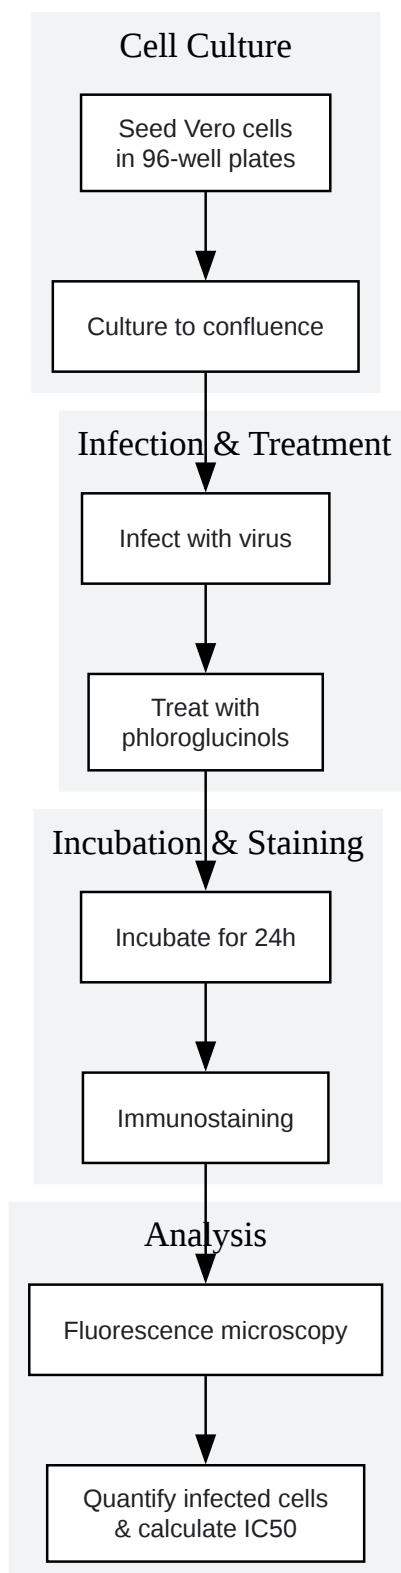 Cell Culture
Seed Vero cells
in 96-well plates
Culture to confluence
Infection & Treatment
Infect with virus
Treat with
phloroglucinols
Incubation & Staining
Incubate for 24h
Immunostaining
Analysis
Fluorescence microscopy
Quantify infected cells
& calculate IC50